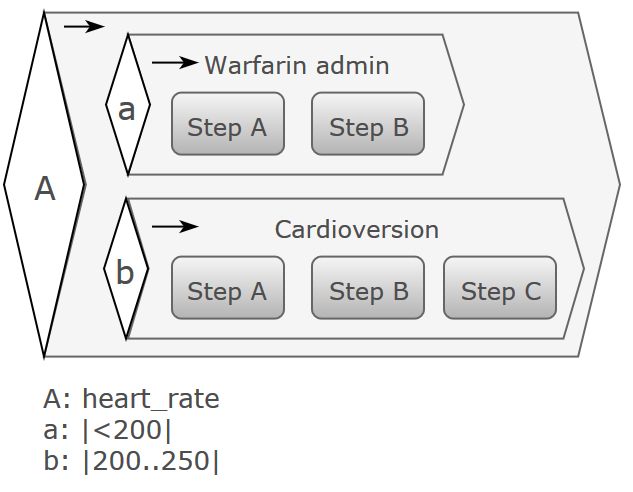 A
a
Warfarin admin
Step A
Step B
b
Cardioversion
Step A
Step B
Step C
A: heart_rate
a: |<200|
b: |200..250|